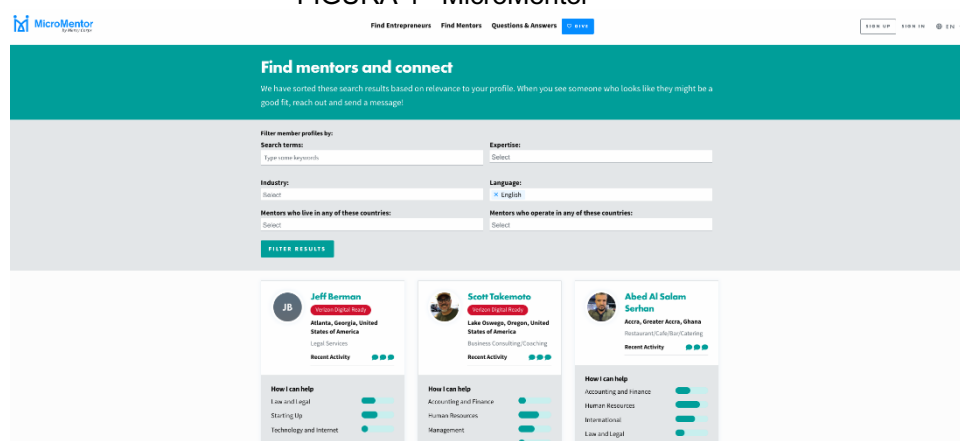 FIGURA 4 - MicroMentor
MicroMentor
by Mercy Corps
Find Entrepreneurs Find Mentors Questions & Answers GIVE
SIGN UP SIGN IN EN
Find mentors and connect
We have sorted these search results based on relevance to your profile. When you see someone who looks like they might be a
good fit, reach out and send a message!
Filter member profiles by:
Search terms: Expertise:
Type some keywords Select
Industry: Language:
Select × English
Mentors who live in any of these countries: Mentors who operate in any of these countries:
Select Select
FILTER RESULTS
JB
Jeff Berman
Verizon Digital Ready
Atlanta, Georgia, United
States of America
Legal Services
Recent Activity
How I can help
Law and Legal
Starting Up
Technology and Internet
Scott Takemoto
Verizon Digital Ready
Lake Oswego, Oregon, United
States of America
Business Consulting/Coaching
Recent Activity
How I can help
Accounting and Finance
Human Resources
Management
Abed Al Salam
Serhan
Accra, Greater Accra, Ghana
Restaurant/Cafe/Bar/Catering
Recent Activity
How I can help
Accounting and Finance
Human Resources
International
Law and Legal